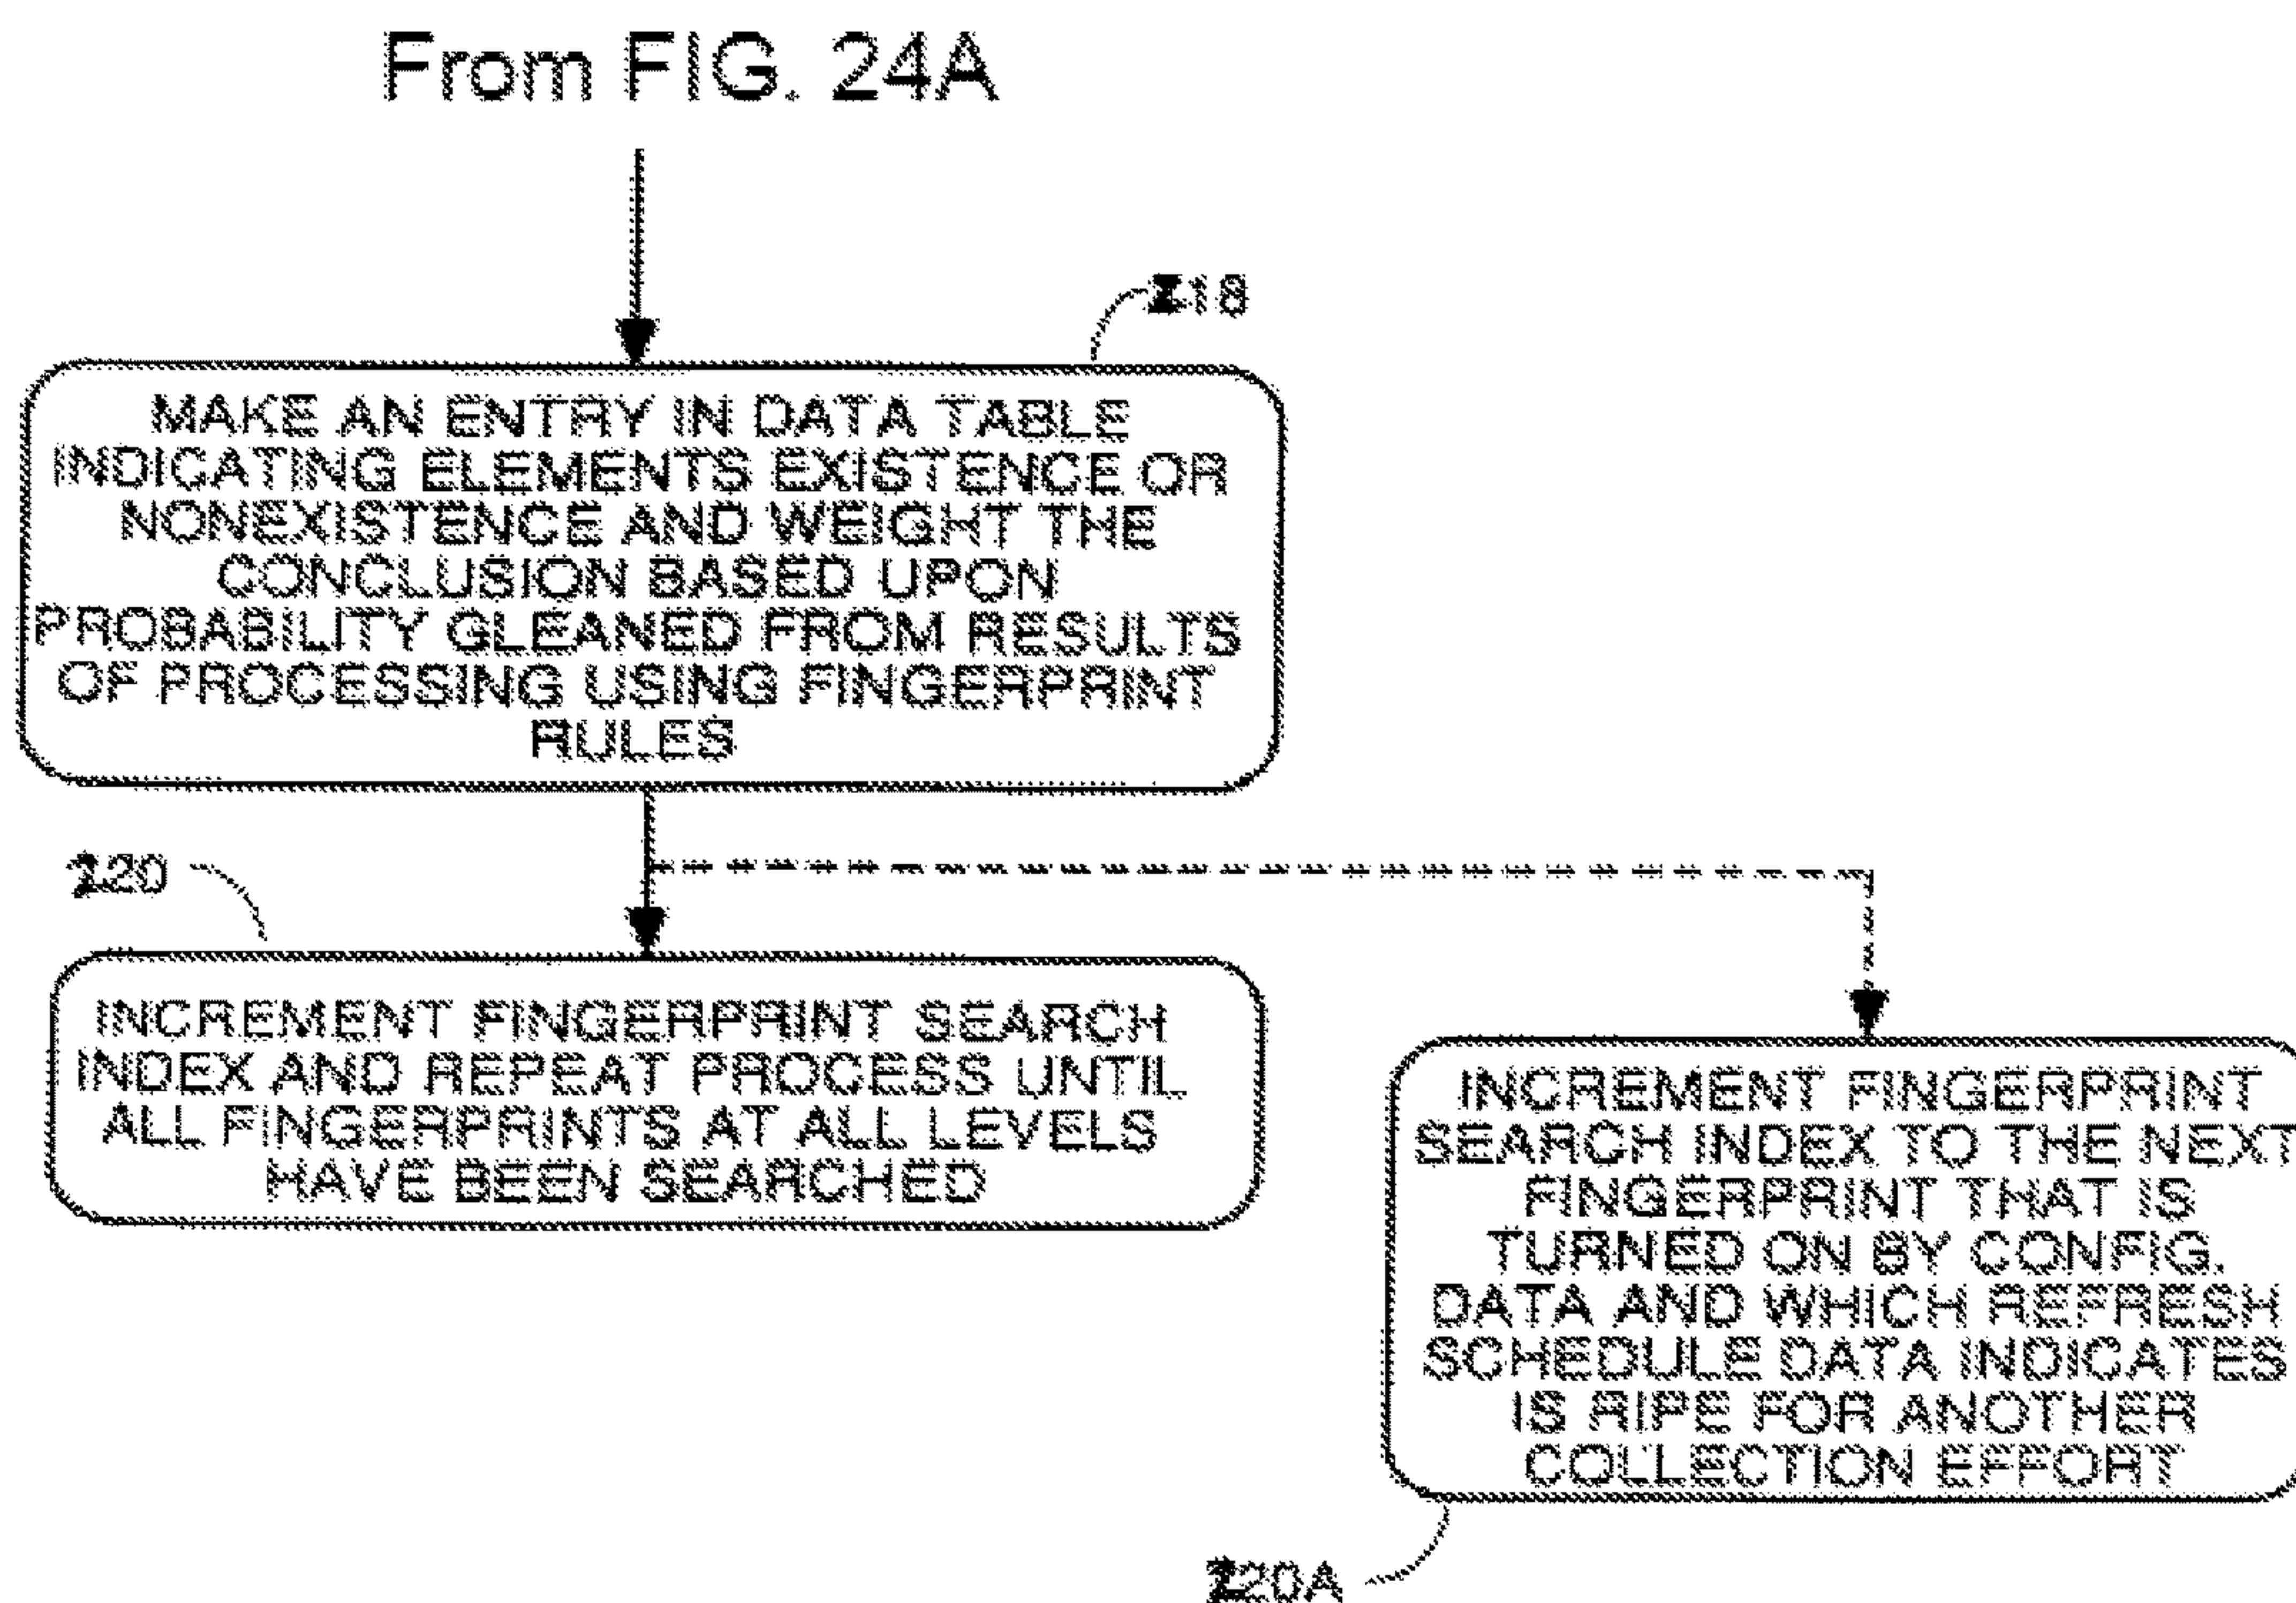 From FIG. 24A
MAKE AN ENTRY IN DATA TABLE
INDICATING ELEMENTS EXISTENCE OR
NONEXISTENCE AND WEIGHT THE
CONCLUSION BASED UPON
PROBABILITY GLEANED FROM RESULTS
OF PROCESSING USING FINGERPRINT
RULES
INCREMENT FINGERPRINT SEARCH
INDEX AND REPEAT PROCESS UNTIL
ALL FINGERPRINTS AT ALL LEVELS
HAVE BEEN SEARCHED
INCREMENT FINGERPRINT
SEARCH INDEX TO THE NEXT
FINGERPRINT THAT IS
TURNED ON BY CONFIG.
DATA AND WHICH REFRESH
SCHEDULE DATA INDICATES
IS RIPE FOR ANOTHER
COLLECTION EFFORT